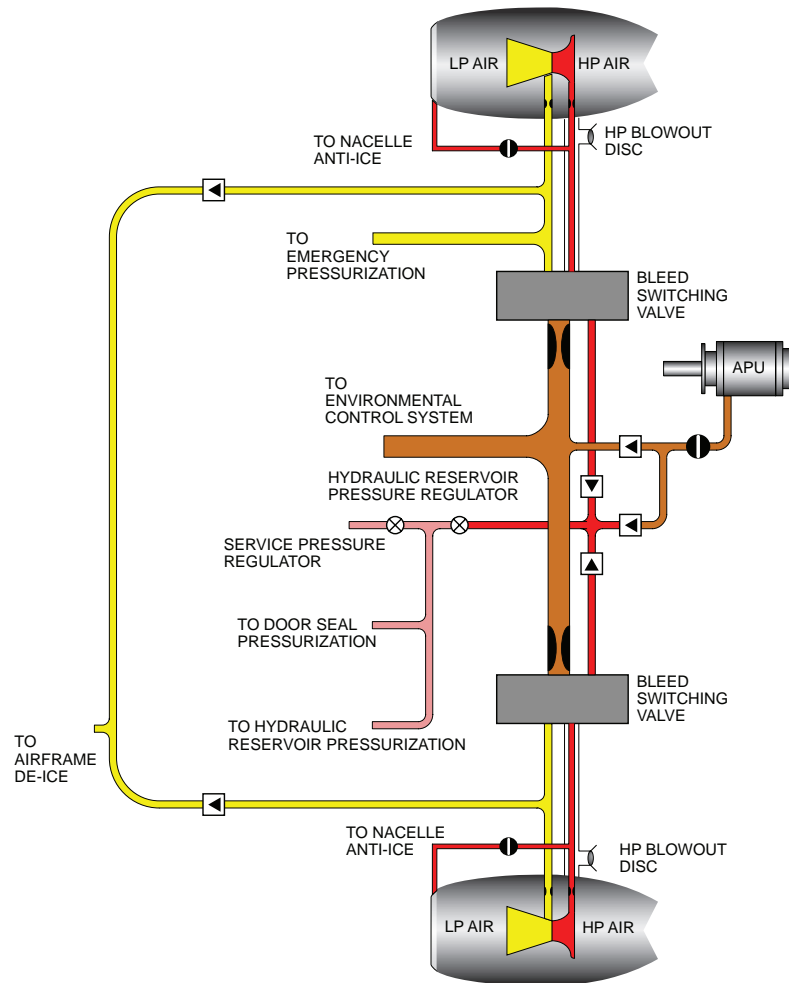 LP AIR
HP AIR
TO NACELLE
ANTI-ICE
HP BLOWOUT
DISC
TO
EMERGENCY
PRESSURIZATION
BLEED
SWITCHING
VALVE
APU
TO
ENVIRONMENTAL
CONTROL SYSTEM
HYDRAULIC RESERVOIR
PRESSURE REGULATOR
SERVICE PRESSURE
REGULATOR
TO DOOR SEAL
PRESSURIZATION
BLEED
SWITCHING
VALVE
TO HYDRAULIC
RESERVOIR PRESSURIZATION
TO
AIRFRAME
DE-ICE
TO NACELLE
ANTI-ICE
HP BLOWOUT
DISC
LP AIR
HP AIR